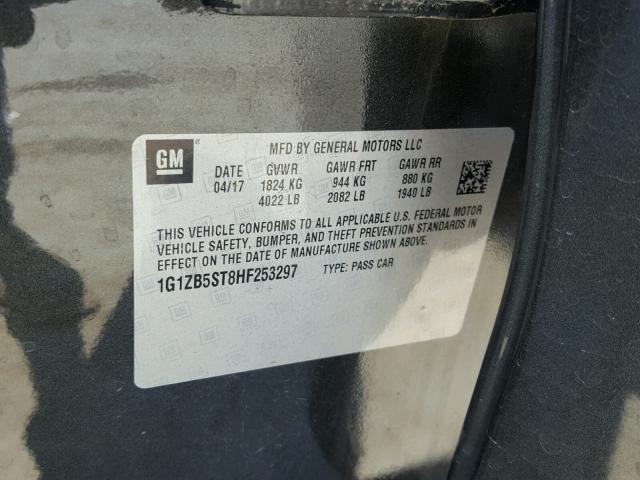 GM
MFD BY GENERAL MOTORS LLC
DATE GVWR GAWR FRT GAWR RR
04/17 1824 KG 944 KG 880 KG
4022 LB 2082 LB 1940 LB
THIS VEHICLE CONFORMS TO ALL APPLICABLE U.S. FEDERAL MOTOR
VEHICLE SAFETY, BUMPER, AND THEFT PREVENTION STANDARDS
IN EFFECT ON THE DATE OF MANUFACTURE SHOWN ABOVE.
1G1ZB5ST8HF253297 TYPE: PASS CAR